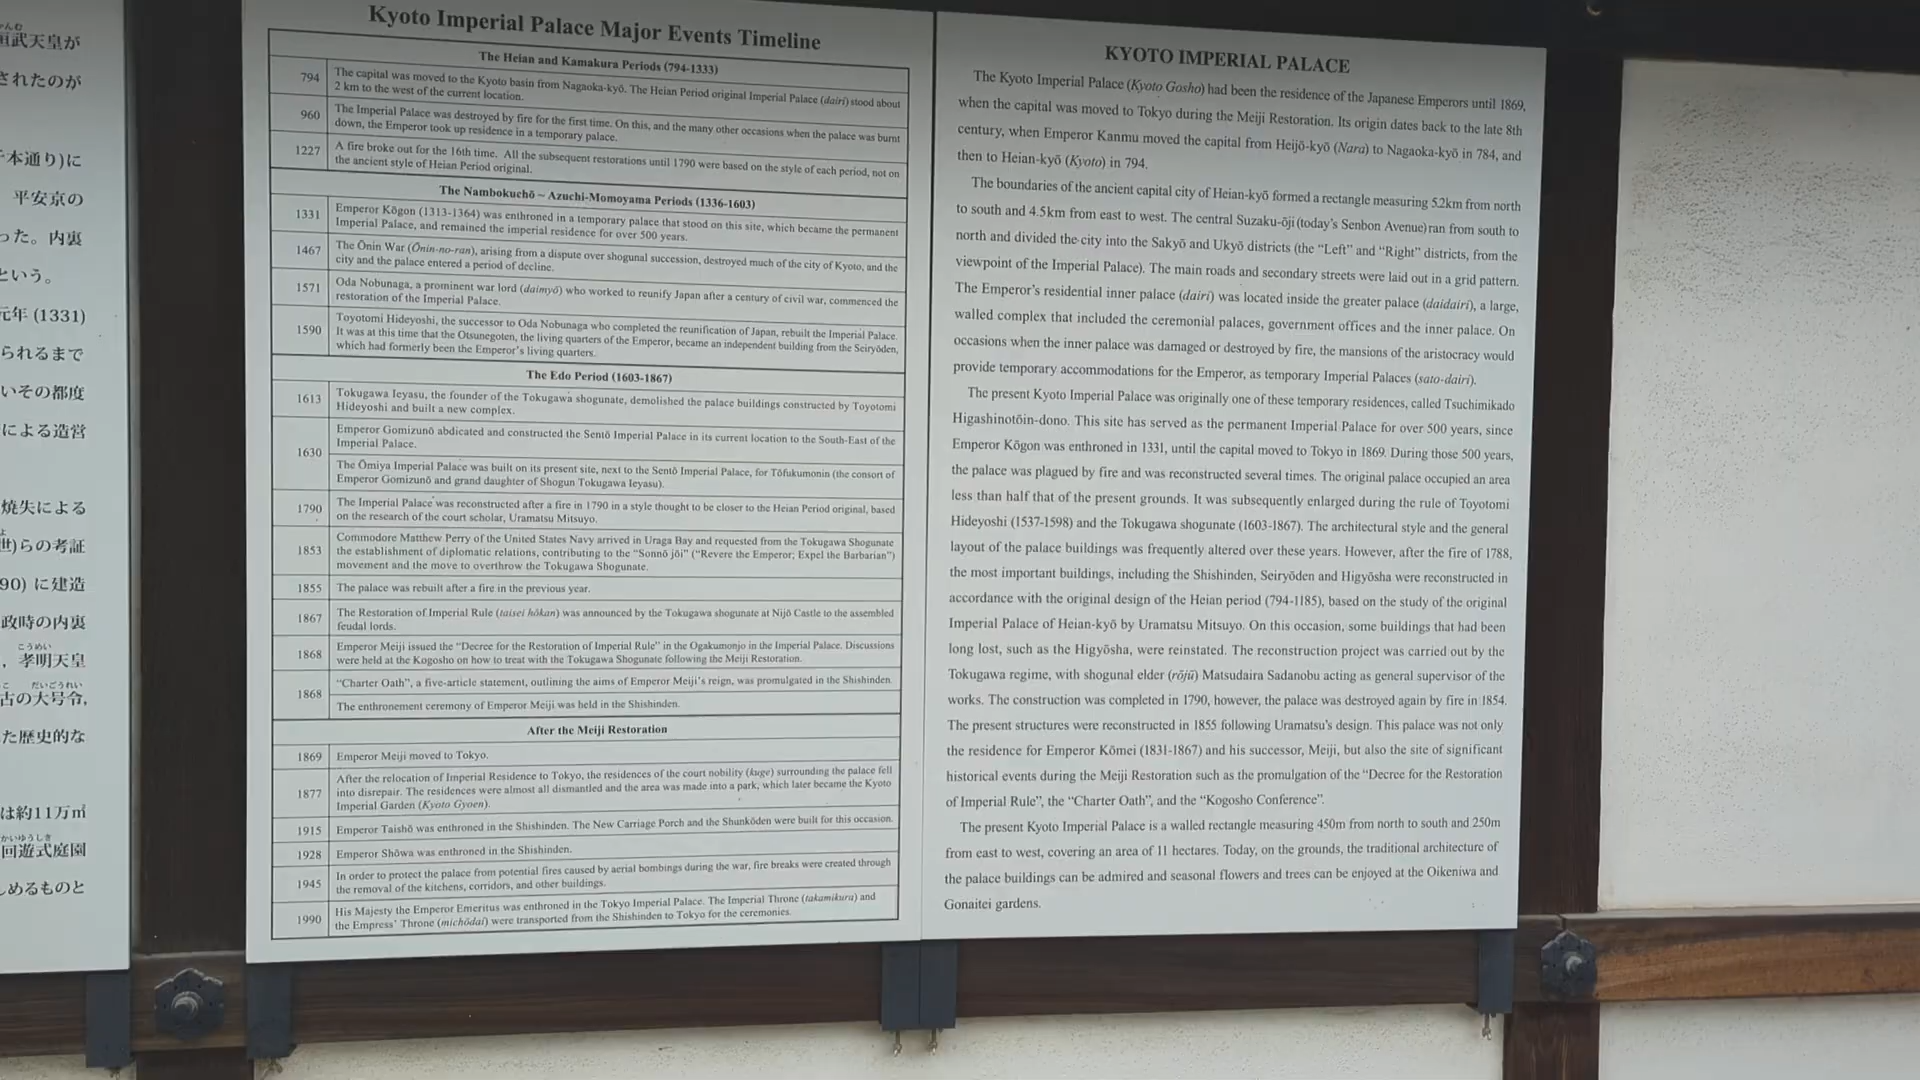 んむ
武天皇が
されたのが
本通り)に
平安京の
った。内裏
という。
元年 (1331)
られるまで
いその都度
による造営
焼失による
よ
世)らの考証
90) に建造
政時の内裏
こうめい
,孝明天皇
こ だいごうれい
古の大号令,
た歴史的な
は約11万㎡
かいゆうしき
回遊式庭園
しめるものと
Kyoto Imperial Palace Major Events Timeline
The Heian and Kamakura Periods (794-1333)
794 The capital was moved to the Kyoto basin from Nagaoka-kyō. The Heian Period original Imperial Palace (dairi) stood about
2 km to the west of the current location.
960 The Imperial Palace was destroyed by fire for the first time. On this, and the many other occasions when the palace was burnt
down, the Emperor took up residence in a temporary palace.
1227 A fire broke out for the 16th time. All the subsequent restorations until 1790 were based on the style of each period, not on
the ancient style of Heian Period original.
The Nambokuchō ~ Azuchi-Momoyama Periods (1336-1603)
1331 Emperor Kōgon (1313-1364) was enthroned in a temporary palace that stood on this site, which became the permanent
Imperial Palace, and remained the imperial residence for over 500 years.
1467 The Ōnin War (Ōnin-no-ran), arising from a dispute over shogunal succession, destroyed much of the city of Kyoto, and the
city and the palace entered a period of decline.
1571 Oda Nobunaga, a prominent war lord (daimyō) who worked to reunify Japan after a century of civil war, commenced the
restoration of the Imperial Palace.
1590 Toyotomi Hideyoshi, the successor to Oda Nobunaga who completed the reunification of Japan, rebuilt the Imperial Palace.
It was at this time that the Otsunegoten, the living quarters of the Emperor, became an independent building from the Seiryōden,
which had formerly been the Emperor's living quarters.
The Edo Period (1603-1867)
1613 Tokugawa Ieyasu, the founder of the Tokugawa shogunate, demolished the palace buildings constructed by Toyotomi
Hideyoshi and built a new complex.
1630 Emperor Gomizunō abdicated and constructed the Sentō Imperial Palace in its current location to the South-East of the
Imperial Palace.
The Ōmiya Imperial Palace was built on its present site, next to the Sentō Imperial Palace, for Tōfukumonin (the consort of
Emperor Gomizunō and grand daughter of Shogun Tokugawa Ieyasu).
1790 The Imperial Palace was reconstructed after a fire in 1790 in a style thought to be closer to the Heian Period original, based
on the research of the court scholar, Uramatsu Mitsuyo.
1853 Commodore Matthew Perry of the United States Navy arrived in Uraga Bay and requested from the Tokugawa Shogunate
the establishment of diplomatic relations, contributing to the "Sonnō jōi" ("Revere the Emperor; Expel the Barbarian")
movement and the move to overthrow the Tokugawa Shogunate.
1855 The palace was rebuilt after a fire in the previous year.
1867 The Restoration of Imperial Rule (taisei hōkan) was announced by the Tokugawa shogunate at Nijō Castle to the assembled
feudal lords.
1868 Emperor Meiji issued the "Decree for the Restoration of Imperial Rule" in the Ogakumonjo in the Imperial Palace. Discussions
were held at the Kogosho on how to treat with the Tokugawa Shogunate following the Meiji Restoration.
1868 "Charter Oath", a five-article statement, outlining the aims of Emperor Meiji's reign, was promulgated in the Shishinden.
The enthronement ceremony of Emperor Meiji was held in the Shishinden.
After the Meiji Restoration
1869 Emperor Meiji moved to Tokyo.
1877 After the relocation of Imperial Residence to Tokyo, the residences of the court nobility (kuge) surrounding the palace fell
into disrepair. The residences were almost all dismantled and the area was made into a park, which later became the Kyoto
Imperial Garden (Kyoto Gyoen).
1915 Emperor Taishō was enthroned in the Shishinden. The New Carriage Porch and the Shunkōden were built for this occasion.
1928 Emperor Shōwa was enthroned in the Shishinden.
1945 In order to protect the palace from potential fires caused by aerial bombings during the war, fire breaks were created through
the removal of the kitchens, corridors, and other buildings.
1990 His Majesty the Emperor Emeritus was enthroned in the Tokyo Imperial Palace. The Imperial Throne (takamikura) and
the Empress' Throne (michōdai) were transported from the Shishinden to Tokyo for the ceremonies.
KYOTO IMPERIAL PALACE
The Kyoto Imperial Palace (Kyoto Gosho) had been the residence of the Japanese Emperors until 1869,
when the capital was moved to Tokyo during the Meiji Restoration. Its origin dates back to the late 8th
century, when Emperor Kanmu moved the capital from Heijō-kyō (Nara) to Nagaoka-kyō in 784, and
then to Heian-kyō (Kyoto) in 794.
The boundaries of the ancient capital city of Heian-kyō formed a rectangle measuring 5.2km from north
to south and 4.5km from east to west. The central Suzaku-ōji (today's Senbon Avenue) ran from south to
north and divided the city into the Sakyō and Ukyō districts (the "Left" and "Right" districts, from the
viewpoint of the Imperial Palace). The main roads and secondary streets were laid out in a grid pattern.
The Emperor's residential inner palace (dairi) was located inside the greater palace (daidairi), a large,
walled complex that included the ceremonial palaces, government offices and the inner palace. On
occasions when the inner palace was damaged or destroyed by fire, the mansions of the aristocracy would
provide temporary accommodations for the Emperor, as temporary Imperial Palaces (sato-dairi).
The present Kyoto Imperial Palace was originally one of these temporary residences, called Tsuchimikado
Higashinotōin-dono. This site has served as the permanent Imperial Palace for over 500 years, since
Emperor Kōgon was enthroned in 1331, until the capital moved to Tokyo in 1869. During those 500 years,
the palace was plagued by fire and was reconstructed several times. The original palace occupied an area
less than half that of the present grounds. It was subsequently enlarged during the rule of Toyotomi
Hideyoshi (1537-1598) and the Tokugawa shogunate (1603-1867). The architectural style and the general
layout of the palace buildings was frequently altered over these years. However, after the fire of 1788,
the most important buildings, including the Shishinden, Seiryōden and Higyōsha were reconstructed in
accordance with the original design of the Heian period (794-1185), based on the study of the original
Imperial Palace of Heian-kyō by Uramatsu Mitsuyo. On this occasion, some buildings that had been
long lost, such as the Higyōsha, were reinstated. The reconstruction project was carried out by the
Tokugawa regime, with shogunal elder (rōjū) Matsudaira Sadanobu acting as general supervisor of the
works. The construction was completed in 1790, however, the palace was destroyed again by fire in 1854.
The present structures were reconstructed in 1855 following Uramatsu's design. This palace was not only
the residence for Emperor Kōmei (1831-1867) and his successor, Meiji, but also the site of significant
historical events during the Meiji Restoration such as the promulgation of the "Decree for the Restoration
of Imperial Rule", the "Charter Oath", and the "Kogosho Conference".
The present Kyoto Imperial Palace is a walled rectangle measuring 450m from north to south and 250m
from east to west, covering an area of 11 hectares. Today, on the grounds, the traditional architecture of
the palace buildings can be admired and seasonal flowers and trees can be enjoyed at the Oikeniwa and
Gonaitei gardens.